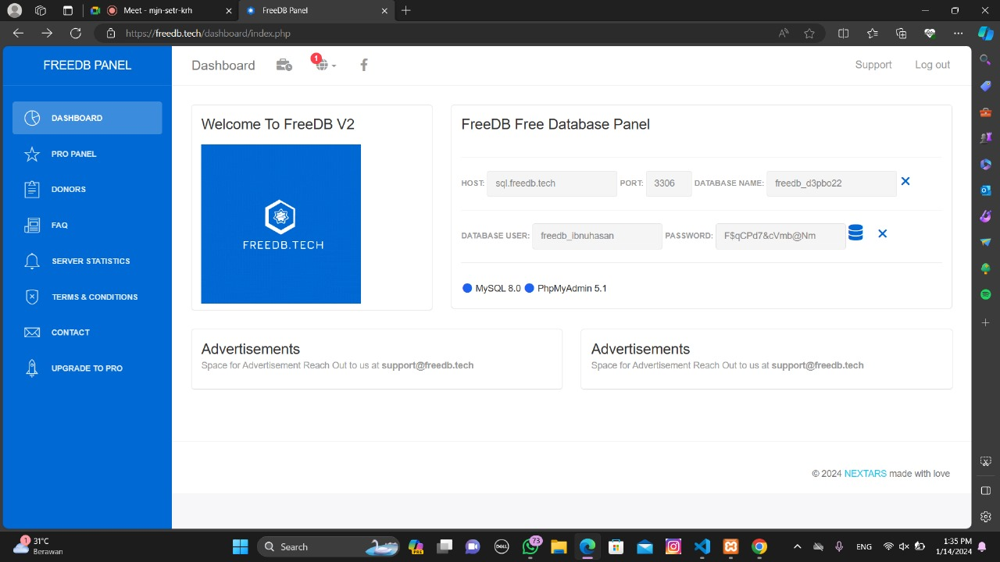 Meet - mjn-setr-krh
FreeDB Panel
https://freedb.tech/dashboard/index.php
FREEDB PANEL
Dashboard
1
Support
Log out
DASHBOARD
PRO PANEL
DONORS
FAQ
SERVER STATISTICS
TERMS & CONDITIONS
CONTACT
UPGRADE TO PRO
Welcome To FreeDB V2
FREEDB.TECH
FreeDB Free Database Panel
HOST: sql.freedb.tech PORT: 3306 DATABASE NAME: freedb_d3pbo22
DATABASE USER: freedb_ibnuhasan PASSWORD: F$qCPd7&cVmb@Nm
MySQL 8.0 PhpMyAdmin 5.1
Advertisements
Space for Advertisement Reach Out to us at support@freedb.tech
Advertisements
Space for Advertisement Reach Out to us at support@freedb.tech
© 2024 NEXTARS made with love
1
31°C
Berawan
Search
PRE
DELL
73
ENG
1:35 PM
1/14/2024